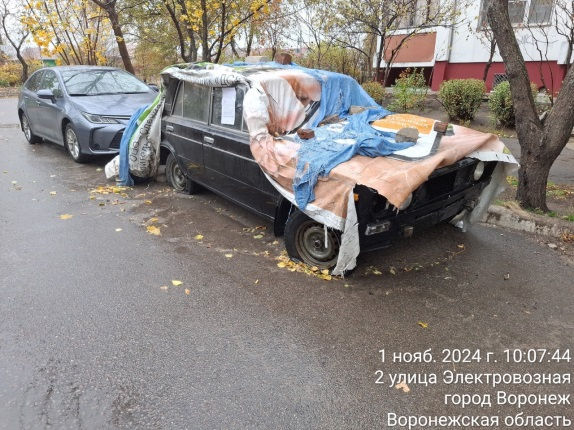 1 нояб. 2024 г. 10:07:44
2 улица Электровозная
город Воронеж
Воронежская область